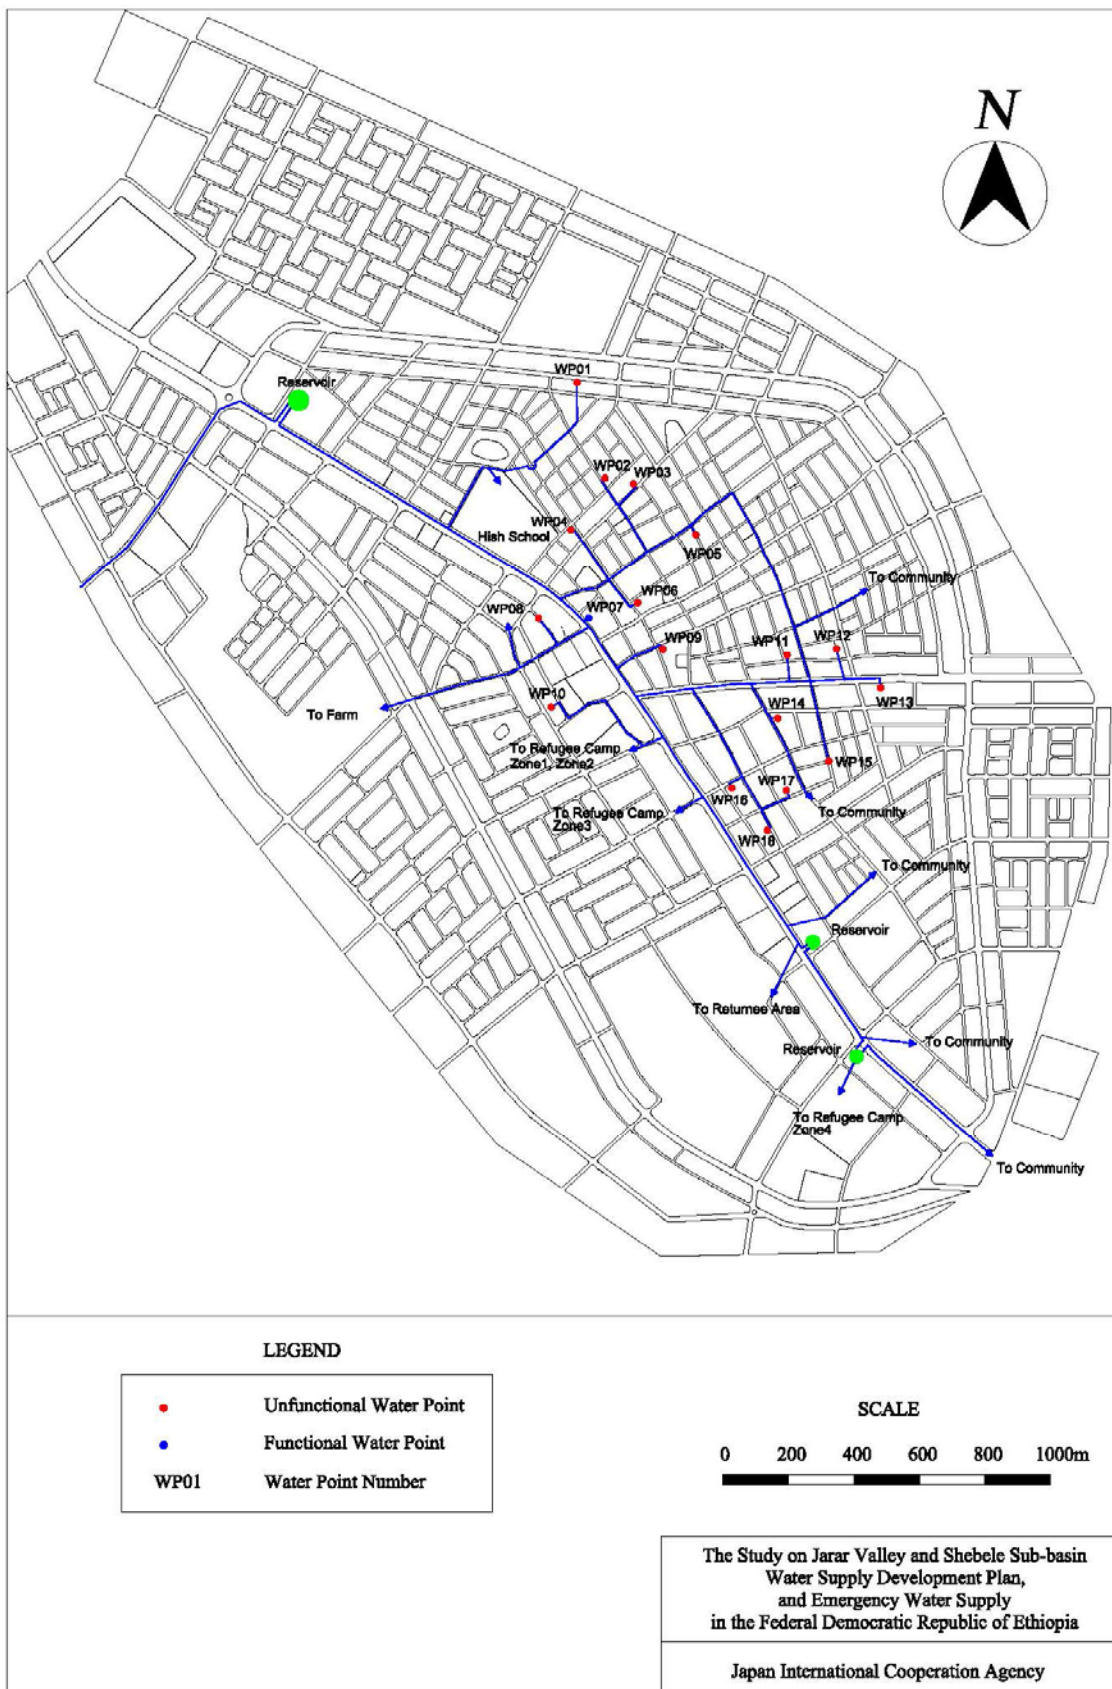 N
WP01
Reservoir
WP02
WP03
WP04
High School
WP05
To Community
WP06
WP07
WP08
WP09
WP11
WP12
WP10
WP13
To Farm
WP14
To Refugee Camp
Zone1, Zone2
WP15
WP16
WP17
To Refugee Camp
Zone3
To Community
WP18
To Community
Reservoir
To Returnee Area
To Community
Reservoir
To Refugee Camp
Zone4
To Community
LEGEND
Unfunctional Water Point
Functional Water Point
WP01 Water Point Number
SCALE
0 200 400 600 800 1000m
The Study on Jarar Valley and Shebele Sub-basin
Water Supply Development Plan,
and Emergency Water Supply
in the Federal Democratic Republic of Ethiopia
Japan International Cooperation Agency